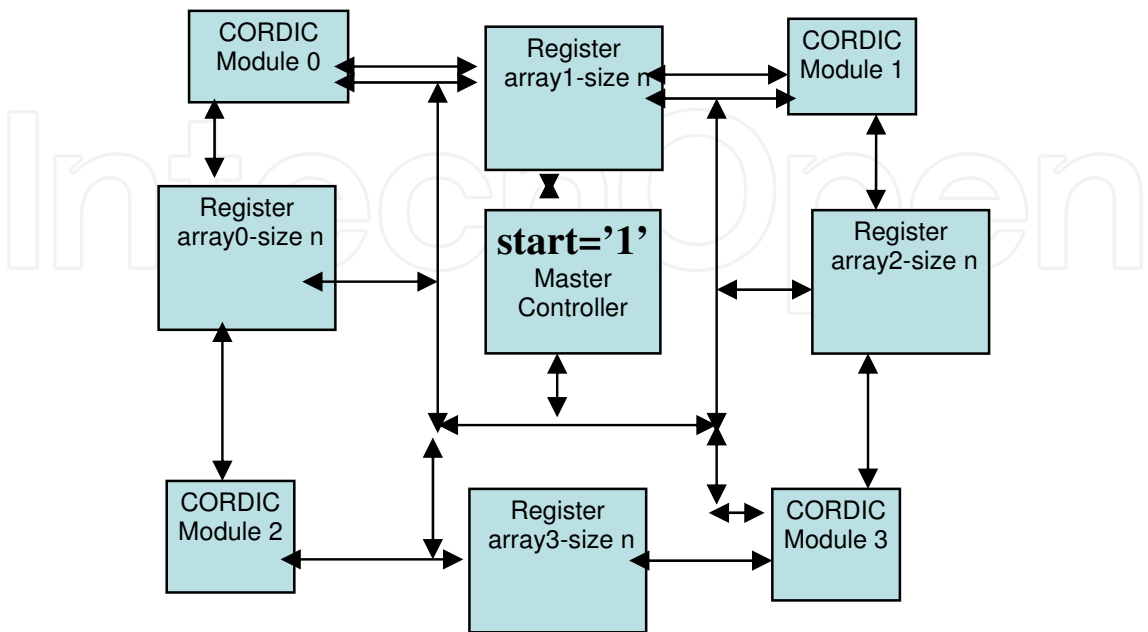 CORDIC
Module 0
Register
array1-size n
CORDIC
Module 1
Register
array0-size n
start=’1’
Master
Controller
Register
array2-size n
CORDIC
Module 2
Register
array3-size n
CORDIC
Module 3
IntechOpen